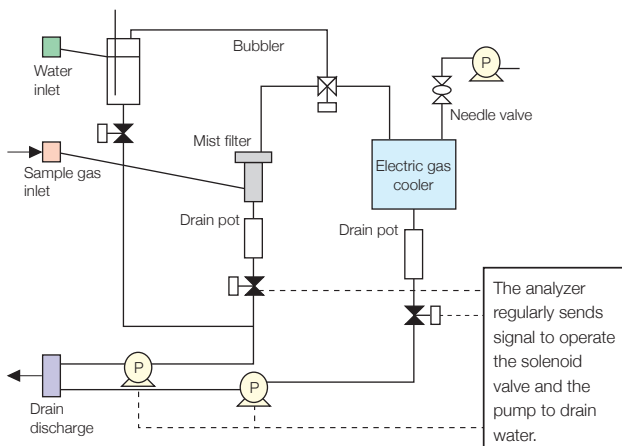 Bubbler
P
Water
inlet
Needle valve
Mist filter
Electric gas
cooler
Sample gas
inlet
Drain pot
Drain pot
The analyzer
regularly sends
signal to operate
the solenoid
valve and the
pump to drain
water.
P
P
Drain
discharge